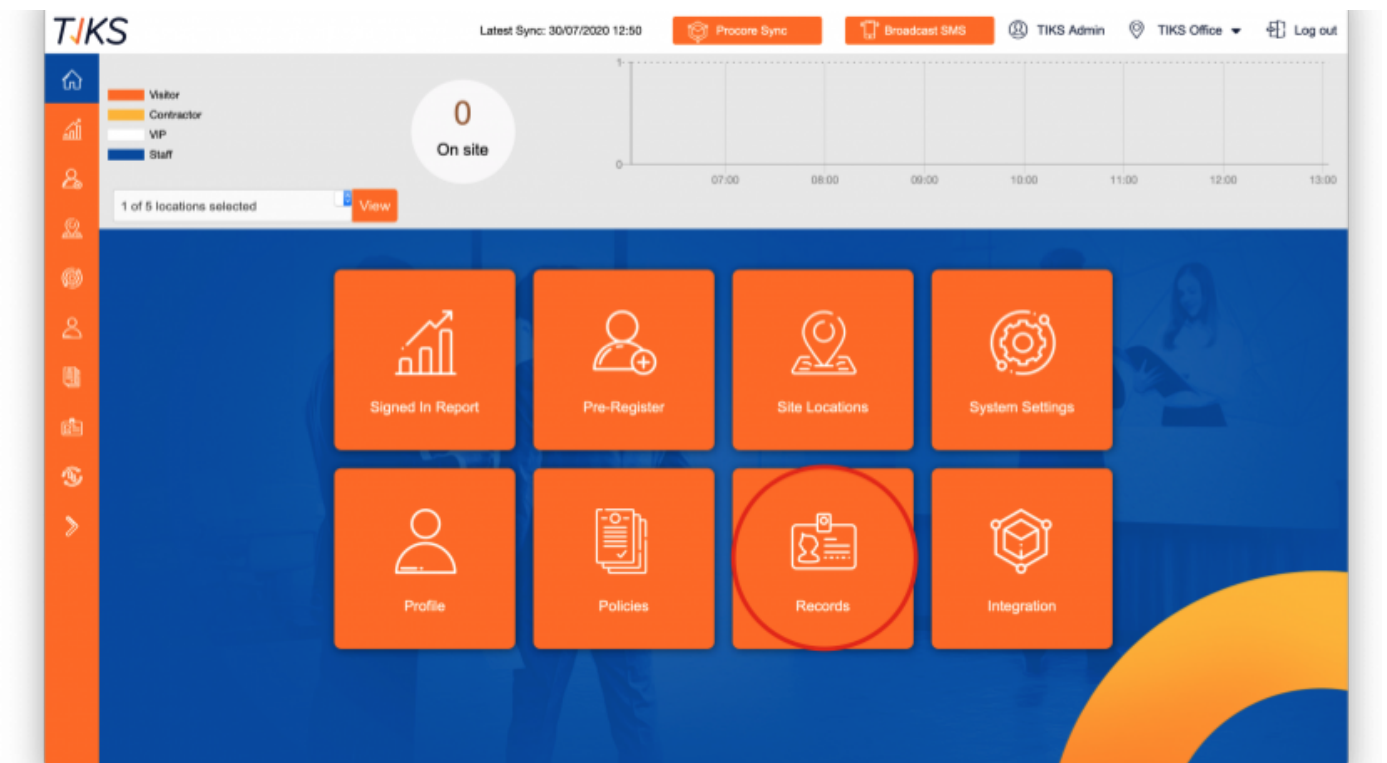 TIKS
Latest Sync: 30/07/2020 12:50
Procore Sync
Broadcast SMS
TIKS Admin
TIKS Office
Log out
Visitor
Contractor
VIP
Staff
0
On site
1
0
07:00 08:00 09:00 10:00 11:00 12:00 13:00
1 of 5 locations selected
View
Signed In Report
Pre-Register
Site Locations
System Settings
Profile
Policies
Records
Integration